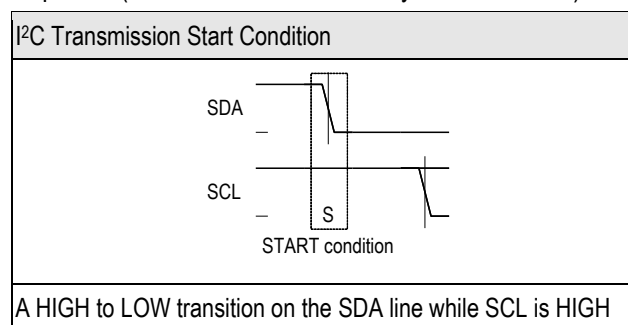 I²C Transmission Start Condition
SDA
SCL
S
START condition
A HIGH to LOW transition on the SDA line while SCL is HIGH